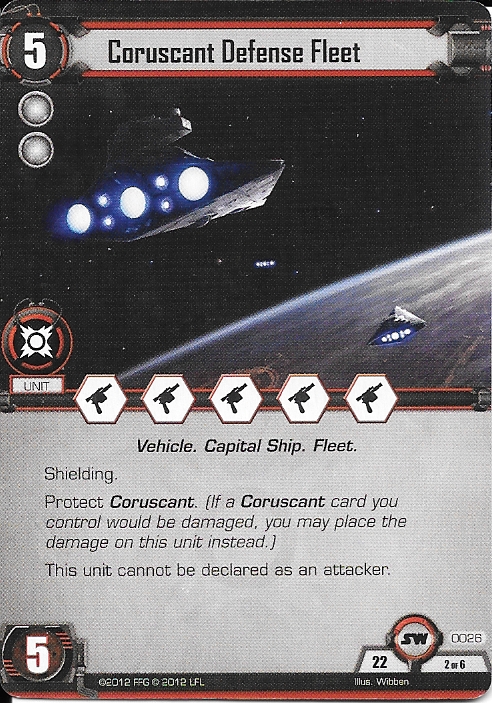 5
Coruscant Defense Fleet
UNIT
Vehicle. Capital Ship. Fleet.
Shielding.
Protect Coruscant. (If a Coruscant card you
control would be damaged, you may place the
damage on this unit instead.)
This unit cannot be declared as an attacker.
5
SW
0026
22
2 OF 6
©2012 FFG © 2012 LFL
Illus. Wibben